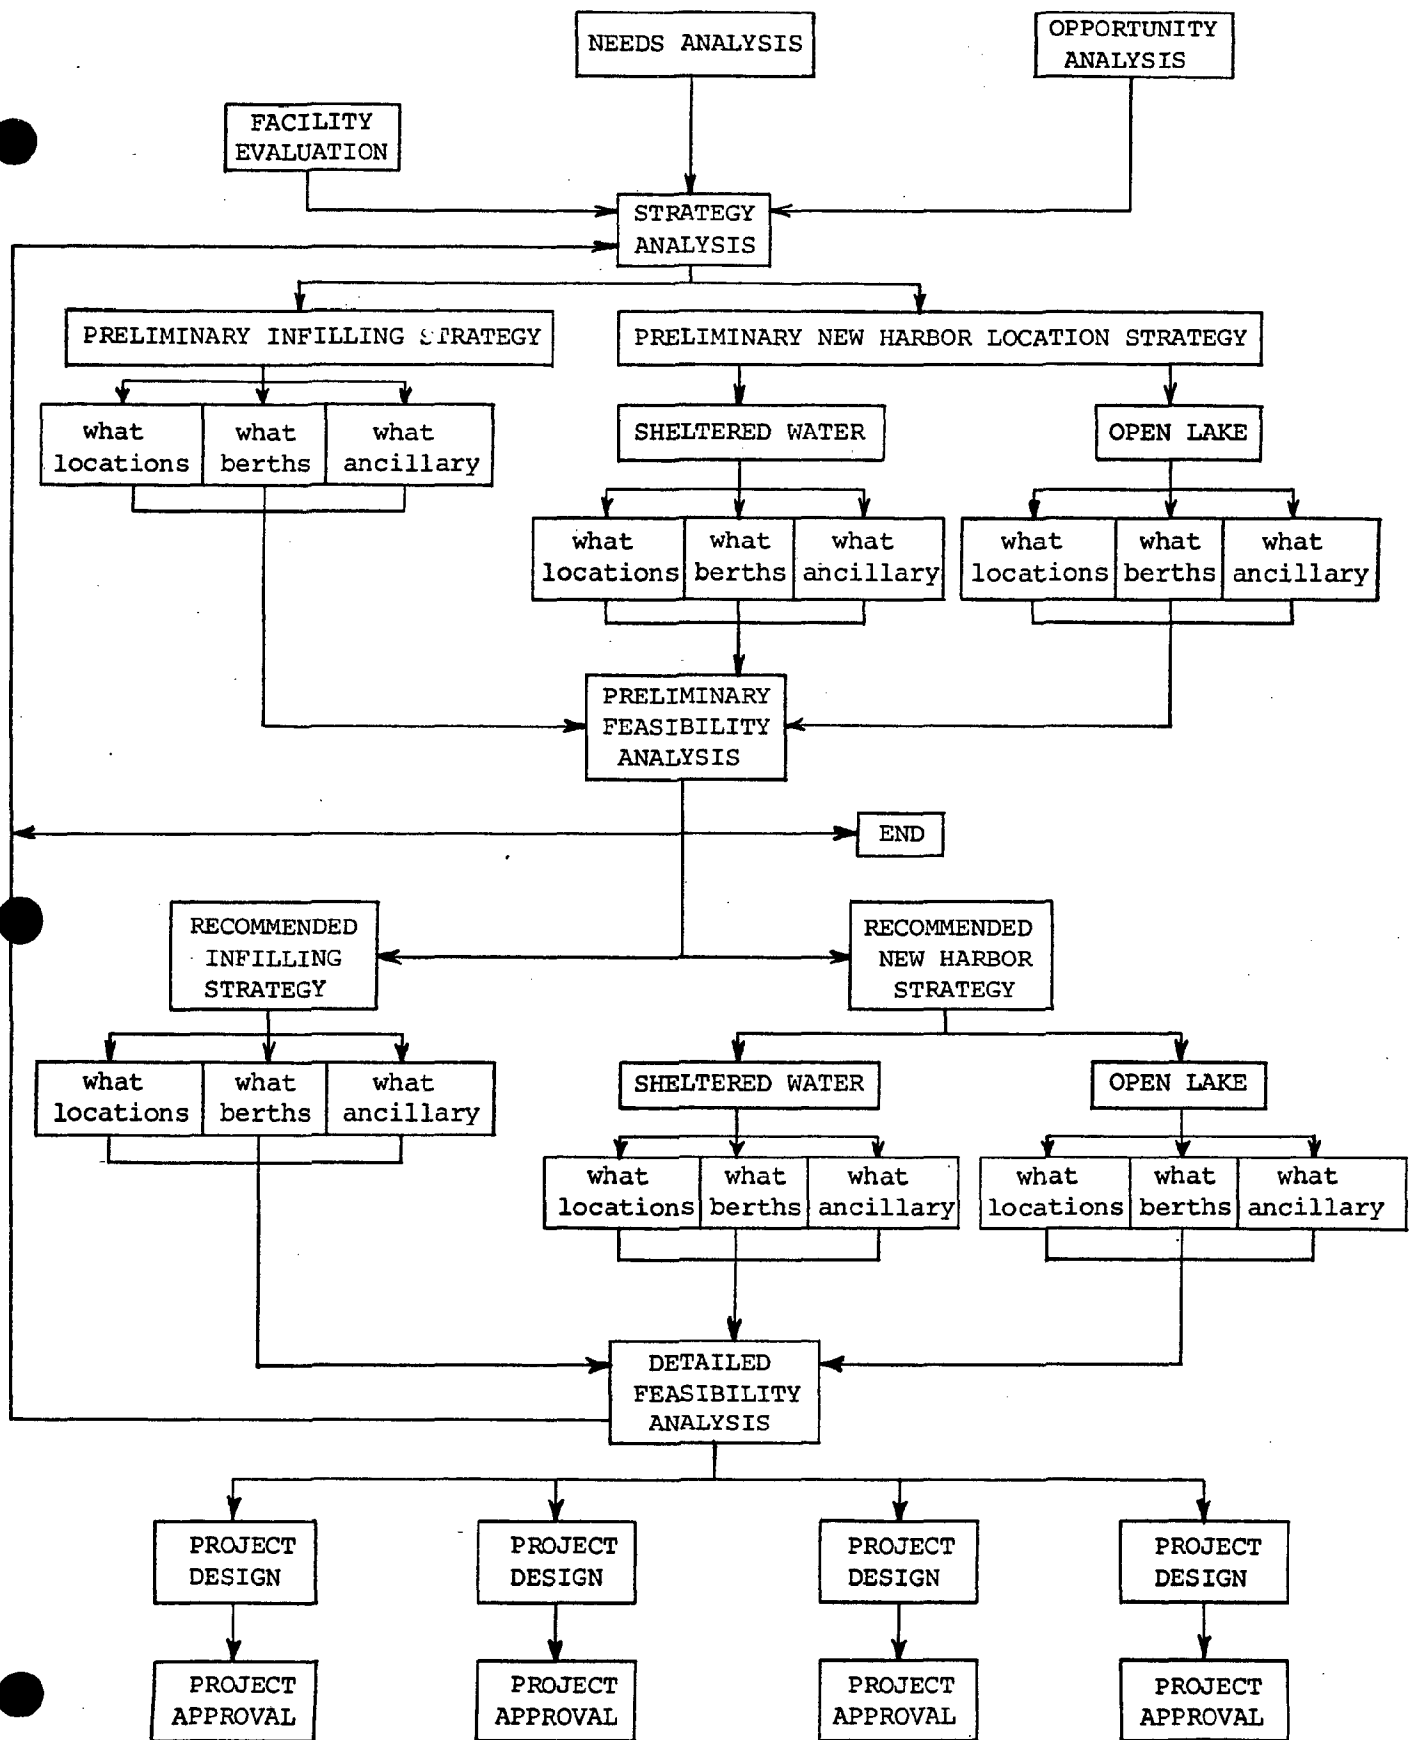 NEEDS ANALYSIS
OPPORTUNITY
ANALYSIS
FACILITY
EVALUATION
STRATEGY
ANALYSIS
PRELIMINARY INFILLING STRATEGY
PRELIMINARY NEW HARBOR LOCATION STRATEGY
what
locations
what
berths
what
ancillary
SHELTERED WATER
OPEN LAKE
what
locations
what
berths
what
ancillary
what
locations
what
berths
what
ancillary
PRELIMINARY
FEASIBILITY
ANALYSIS
END
RECOMMENDED
INFILLING
STRATEGY
RECOMMENDED
NEW HARBOR
STRATEGY
what
locations
what
berths
what
ancillary
SHELTERED WATER
OPEN LAKE
what
locations
what
berths
what
ancillary
what
locations
what
berths
what
ancillary
DETAILED
FEASIBILITY
ANALYSIS
PROJECT
DESIGN
PROJECT
DESIGN
PROJECT
DESIGN
PROJECT
DESIGN
PROJECT
APPROVAL
PROJECT
APPROVAL
PROJECT
APPROVAL
PROJECT
APPROVAL